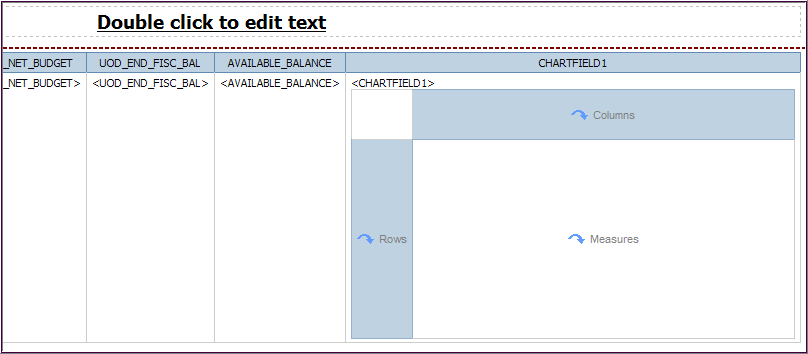 Double click to edit text
_NET_BUDGET UOD_END_FISC_BAL AVAILABLE_BALANCE CHARTFIELD1
_NET_BUDGET> <UOD_END_FISC_BAL> <AVAILABLE_BALANCE> <CHARTFIELD1>
Columns
Rows Measures